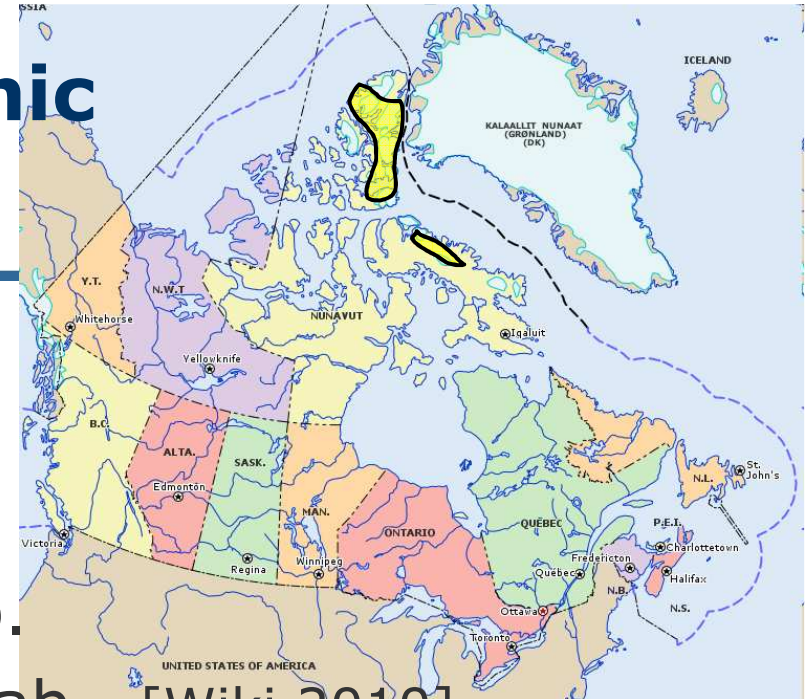 SSIA
nic
ICELAND
KALAALLIT NUNAAT
(GRØNLAND)
(DK)
Y.T.
N.W.T
Whitehorse
NUNAVUT
Iqaluit
Yellowknife
B.C.
ALTA.
SASK.
Edmonton
MAN.
ONTARIO
QUÉBEC
N.L.
St.
John's
P.E.I.
Victoria
Regina
Winnipeg
Fredericton
Charlottetown
Québec
Halifax
N.B.
N.S.
Ottawa
Toronto
UNITED STATES OF AMERICA